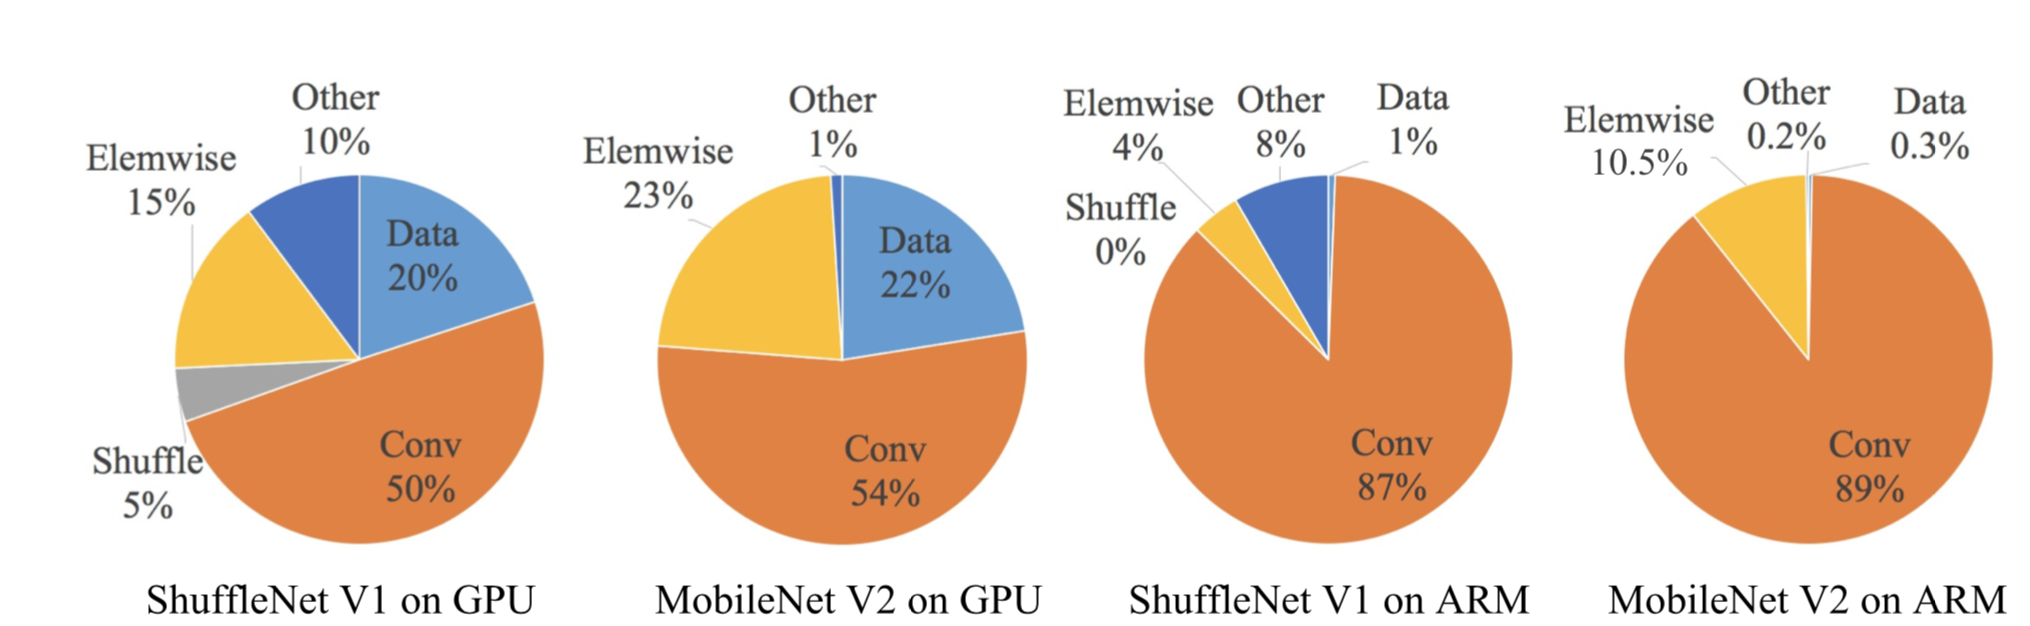 Other
10%
Elemwise
15%
Data
20%
Shuffle
5%
Conv
50%
ShuffleNet V1 on GPU
Other
1%
Elemwise
23%
Data
22%
Conv
54%
MobileNet V2 on GPU
Elemwise
4%
Other
8%
Data
1%
Shuffle
0%
Conv
87%
ShuffleNet V1 on ARM
Elemwise
10.5%
Other
0.2%
Data
0.3%
Conv
89%
MobileNet V2 on ARM